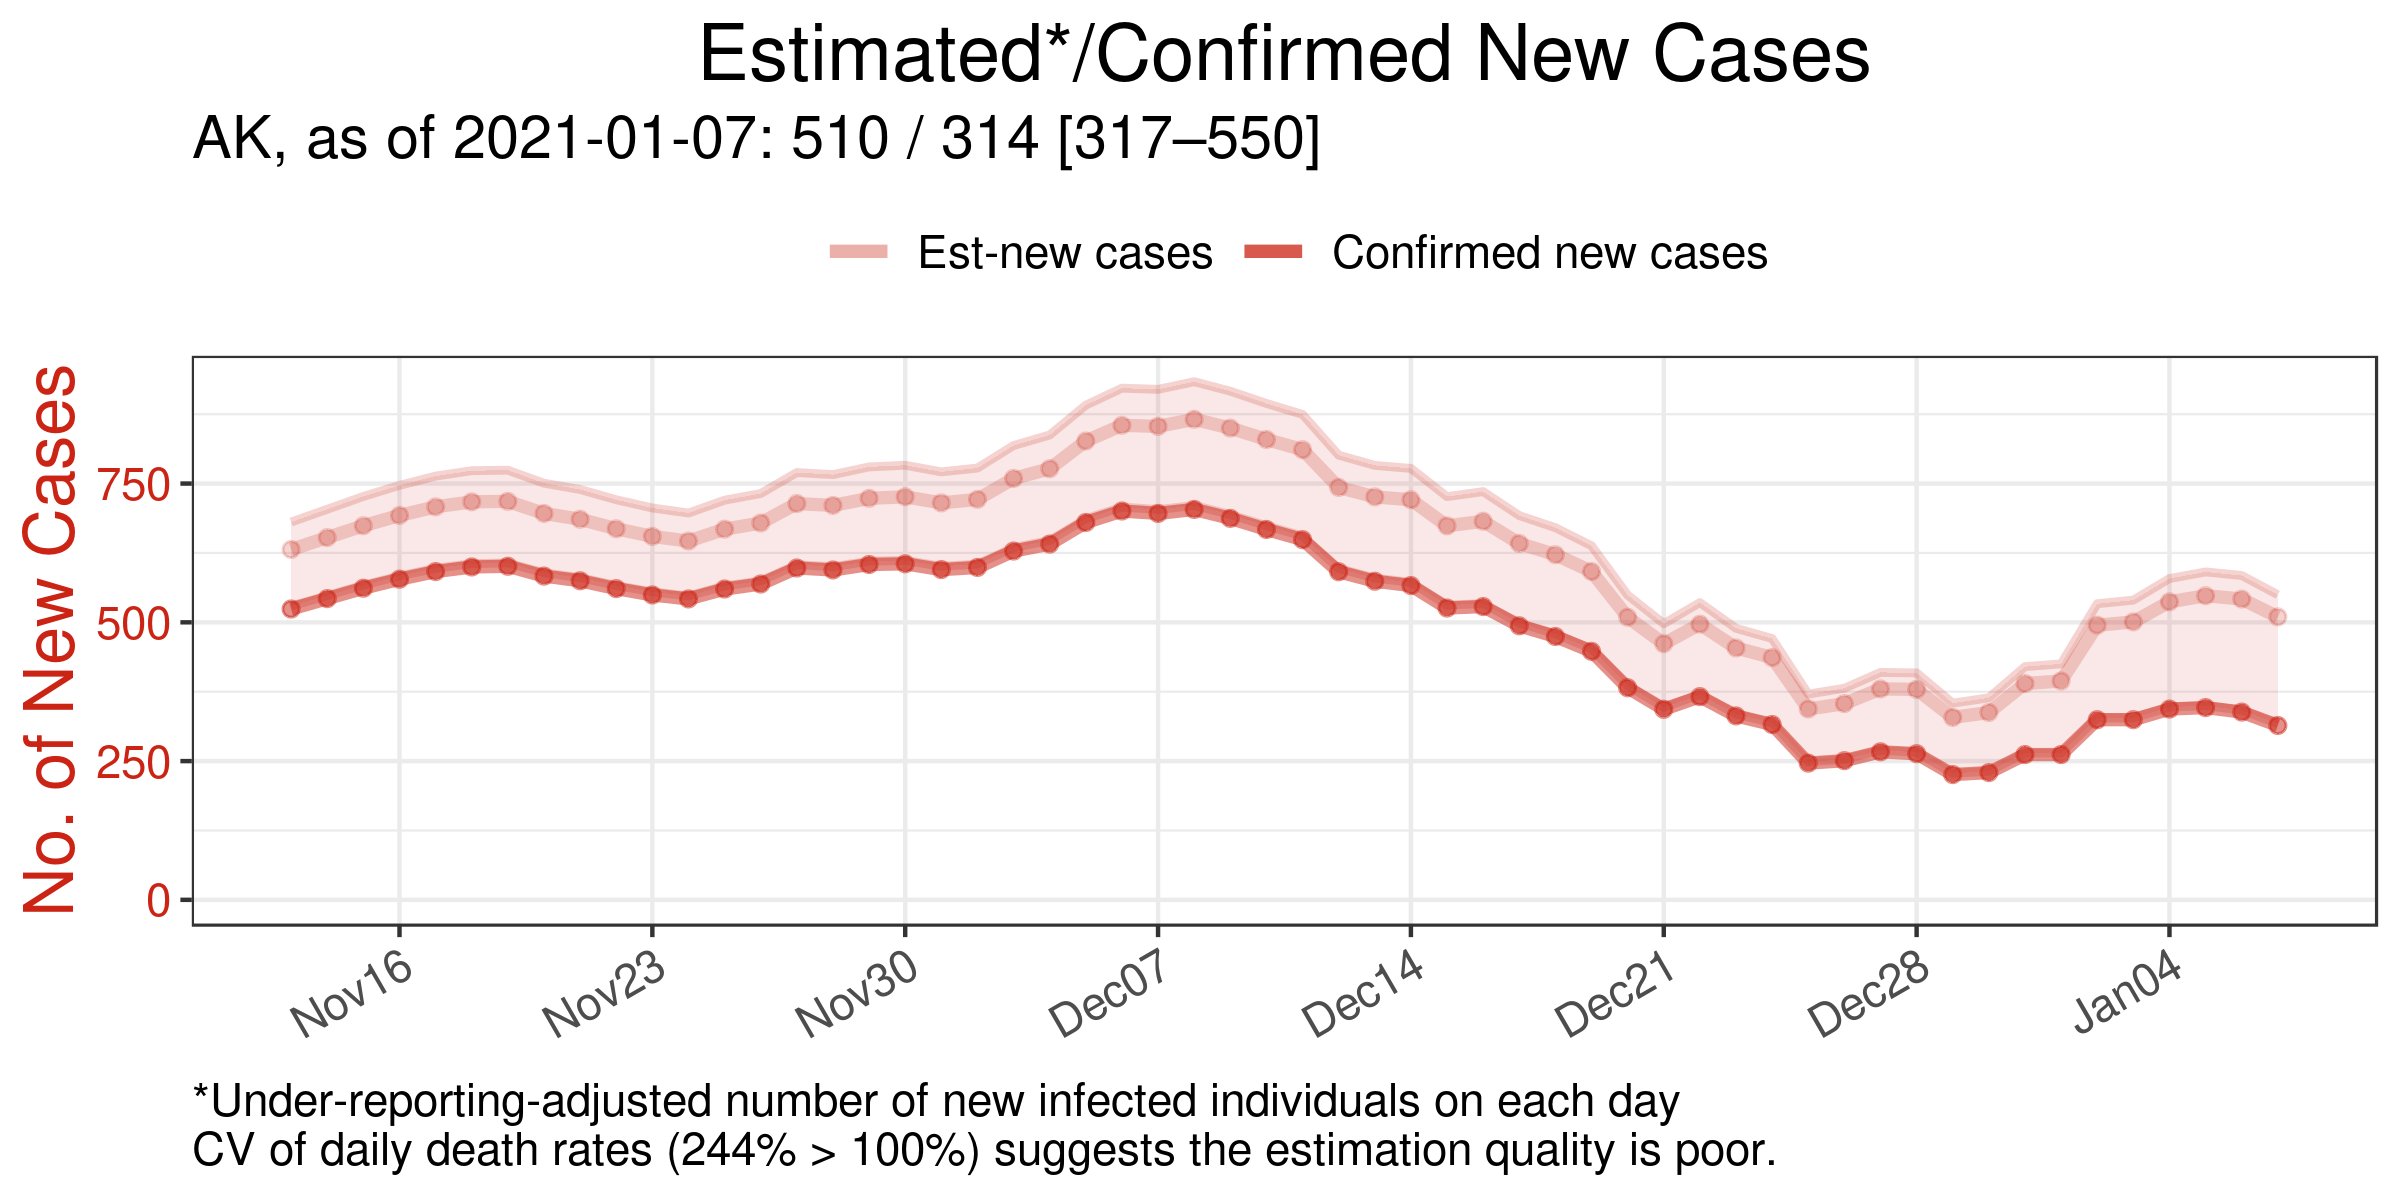 Estimated*/Confirmed New Cases
AK, as of 2021-01-07: 510 / 314 [317–550]
Est-new cases
Confirmed new cases
No. of New Cases
750
500
250
0
Nov16
Nov23
Nov30
Dec07
Dec14
Dec21
Dec28
Jan04
*Under-reporting-adjusted number of new infected individuals on each day
CV of daily death rates (244% > 100%) suggests the estimation quality is poor.